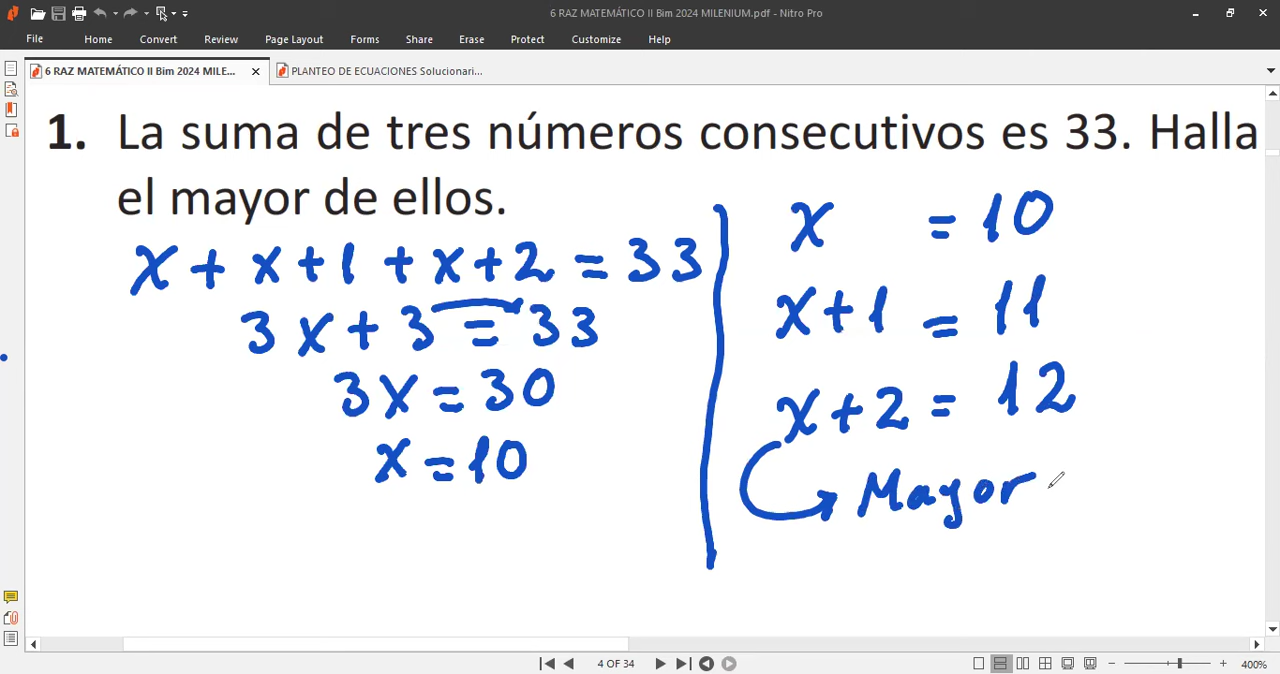 6 RAZ MATEMÁTICO II Bim 2024 MILENIUM.pdf - Nitro Pro
File Home Convert Review Page Layout Forms Share Erase Protect Customize Help
6 RAZ MATEMÁTICO II Bim 2024 MILE... PLANTEO DE ECUACIONES Solucionari...
1. La suma de tres números consecutivos es 33. Halla
el mayor de ellos.
x + x+1 + x+2 = 33
3x + 3 = 33
3x = 30
x = 10
x = 10
x+1 = 11
x+2 = 12
Mayor
4 OF 34
400%